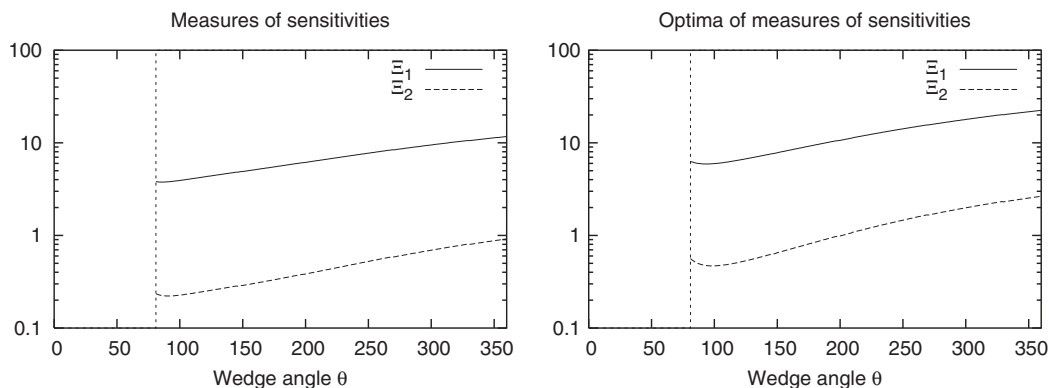 Measures of sensitivities
100
10
1
0.1
0 50 100 150 200 250 300 350
Wedge angle θ
Ξ1
Ξ2
Optima of measures of sensitivities
100
10
1
0.1
0 50 100 150 200 250 300 350
Wedge angle θ
Ξ1
Ξ2